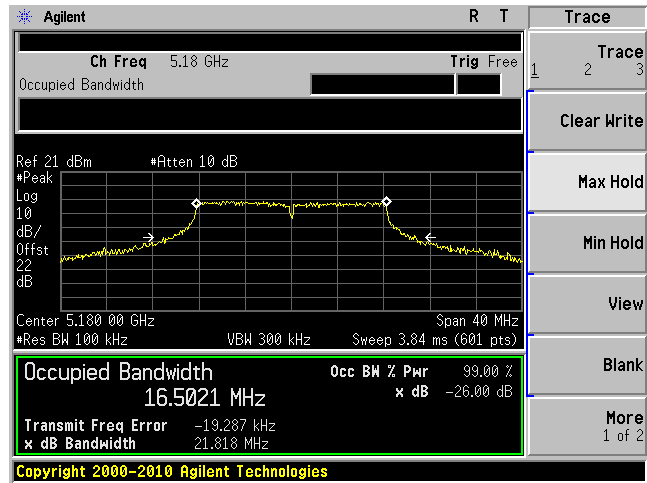 Agilent R T Trace
Ch Freq 5.18 GHz Trig Free
Occupied Bandwidth
Trace
1 2 3
Clear Write
Max Hold
Min Hold
View
Blank
More
1 of 2
Ref 21 dBm #Atten 10 dB
#Peak
Log
10
dB/
Offst
22
dB
Center 5.180 00 GHz Span 40 MHz
#Res BW 100 kHz VBW 300 kHz Sweep 3.84 ms (601 pts)
Occupied Bandwidth Occ BW % Pwr 99.00 %
16.5021 MHz x dB -26.00 dB
Transmit Freq Error -19.287 kHz
x dB Bandwidth 21.818 MHz
Copyright 2000-2010 Agilent Technologies